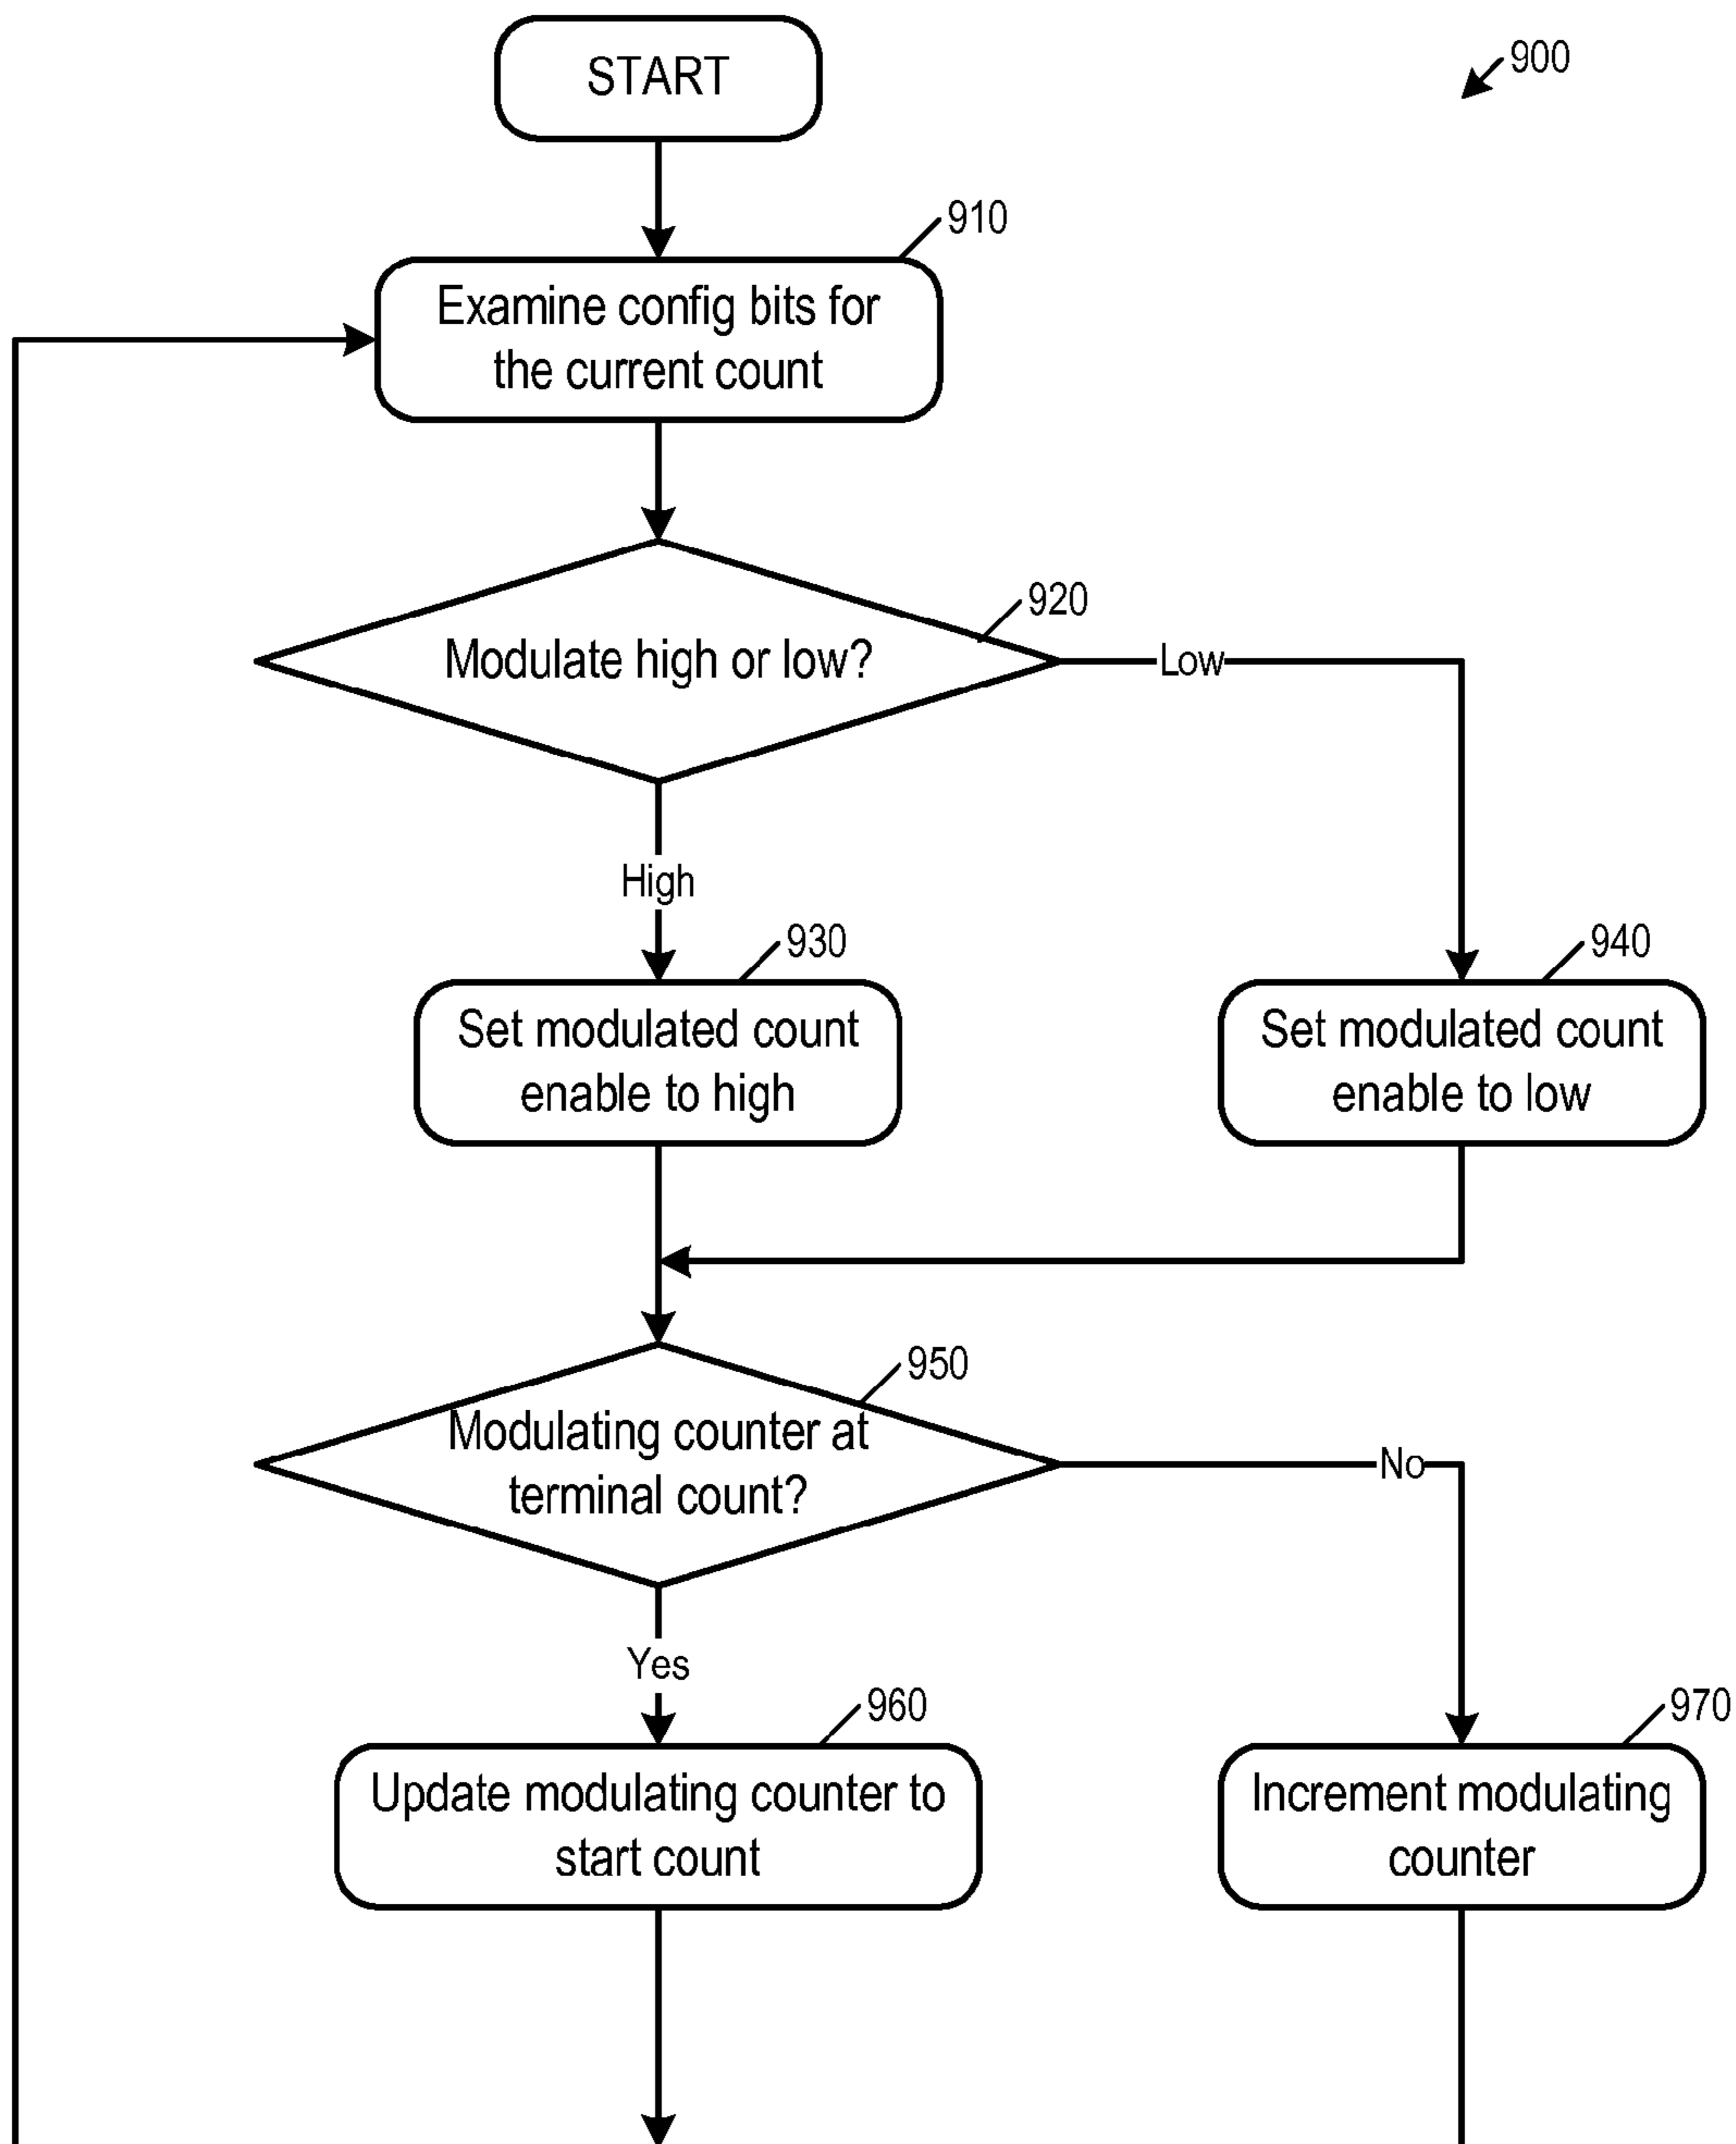 START
900
910
Examine config bits for
the current count
920
Modulate high or low?
Low
High
930
940
Set modulated count
enable to high
Set modulated count
enable to low
950
Modulating counter at
terminal count?
No
Yes
960
970
Update modulating counter to
start count
Increment modulating
counter